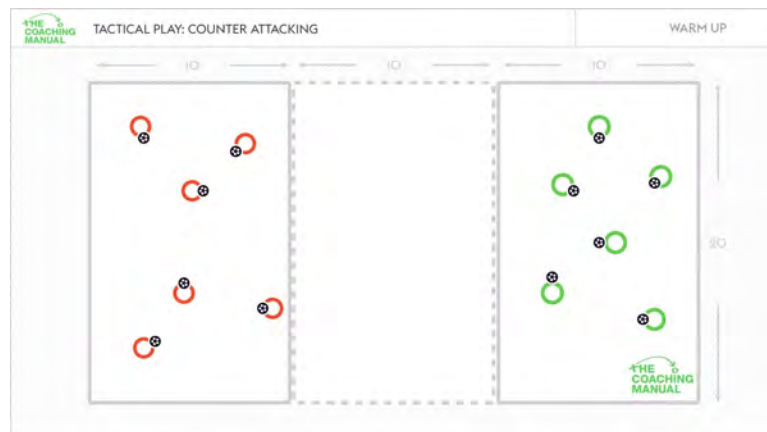 THE
COACHING
MANUAL
TACTICAL PLAY: COUNTER ATTACKING
WARM UP
10
10
10
20
THE
COACHING
MANUAL